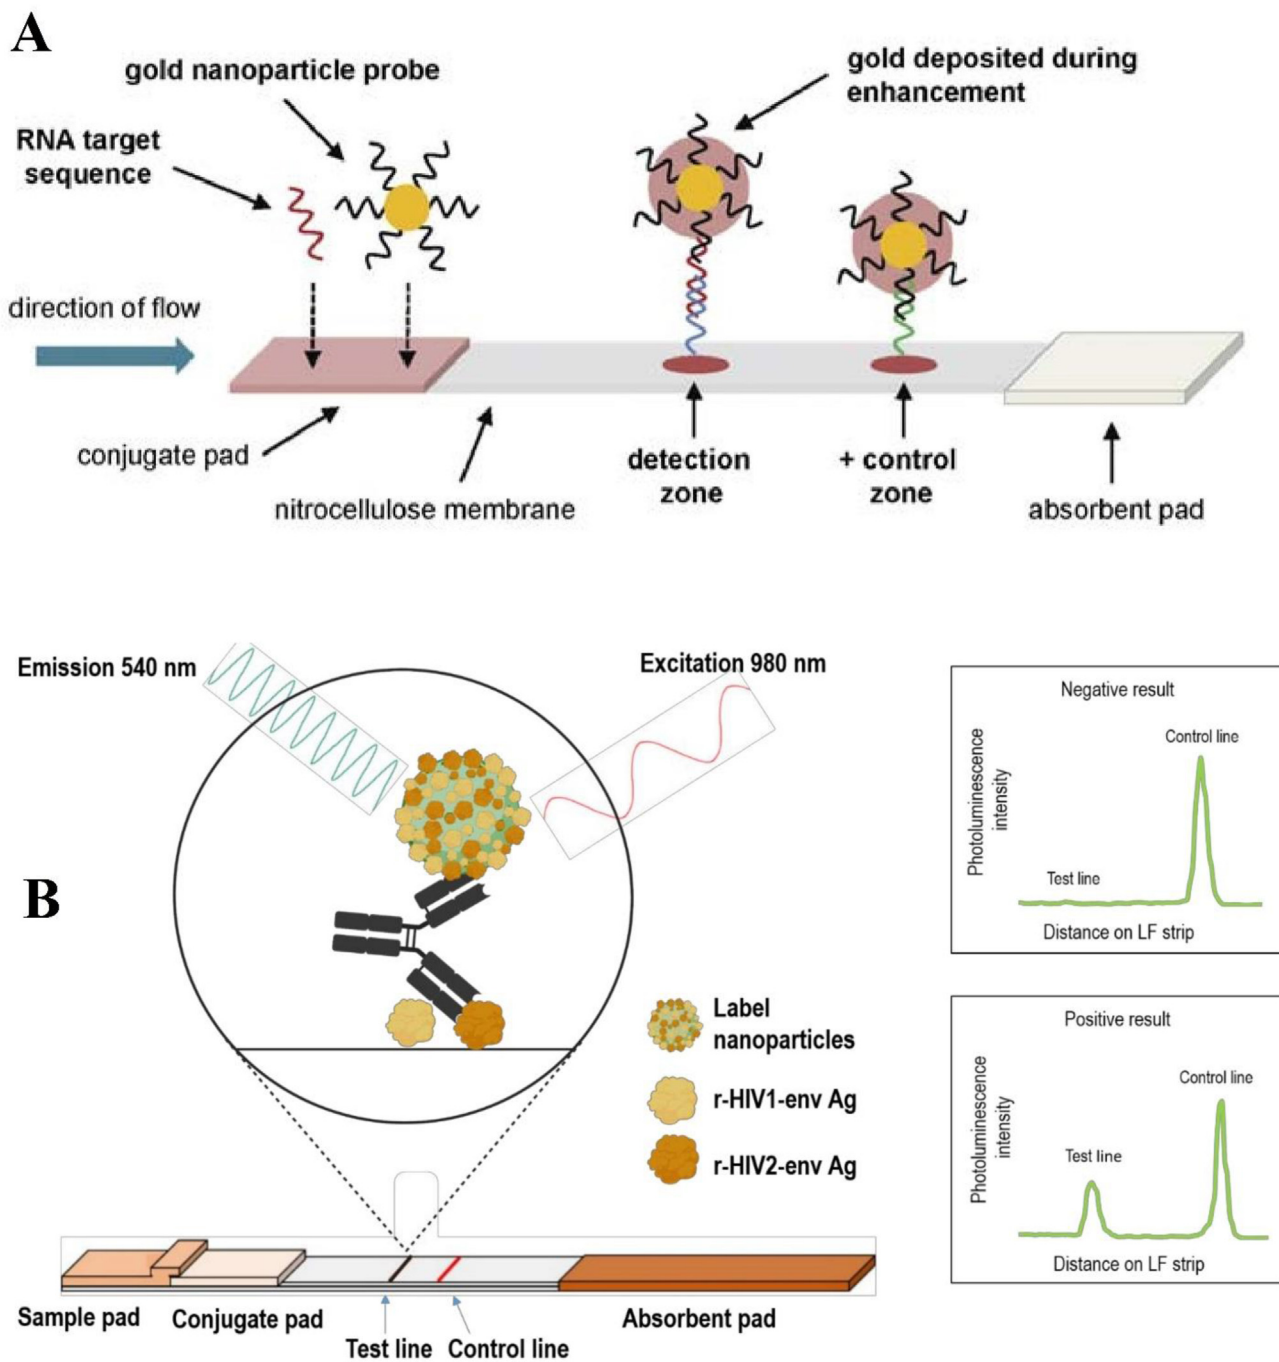 A
gold nanoparticle probe
gold deposited during
enhancement
RNA target
sequence
direction of flow
conjugate pad
nitrocellulose membrane
detection
zone
+ control
zone
absorbent pad
B
Emission 540 nm
Excitation 980 nm
Label
nanoparticles
r-HIV1-env Ag
r-HIV2-env Ag
Sample pad
Conjugate pad
Test line
Control line
Absorbent pad
Negative result
Control line
Photoluminescence
intensity
Test line
Distance on LF strip
Positive result
Control line
Photoluminescence
intensity
Test line
Distance on LF strip